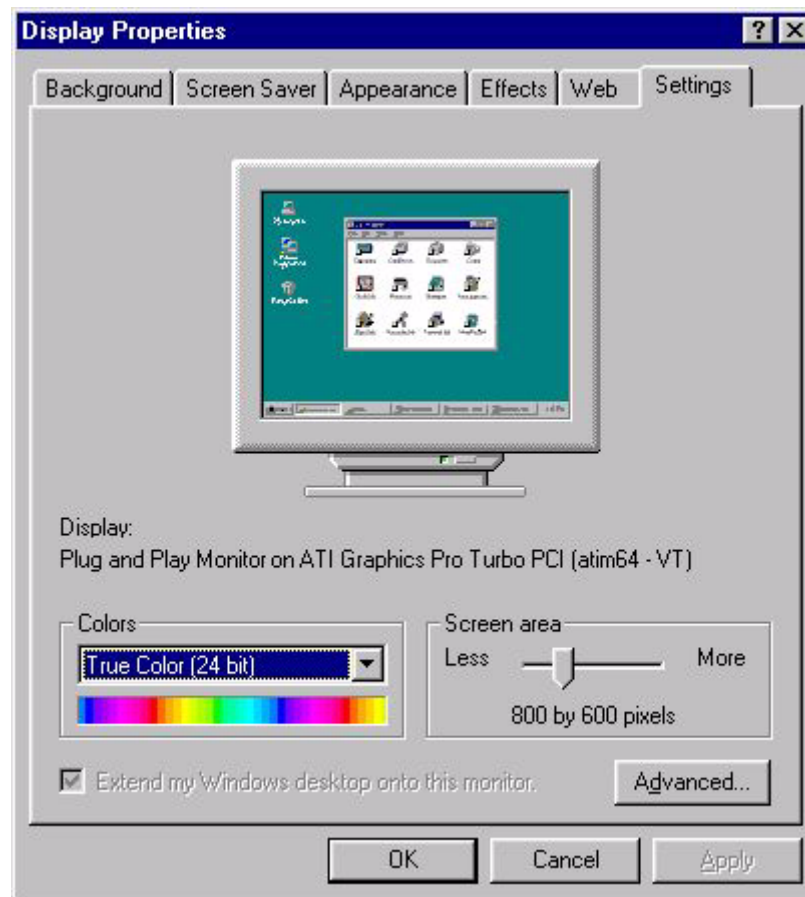 Display Properties
Background Screen Saver Appearance Effects Web Settings
Display:
Plug and Play Monitor on ATI Graphics Pro Turbo PCI (atim64 - VT)
Colors
True Color (24 bit)
Screen area
Less More
800 by 600 pixels
Extend my Windows desktop onto this monitor.
Advanced...
OK Cancel Apply